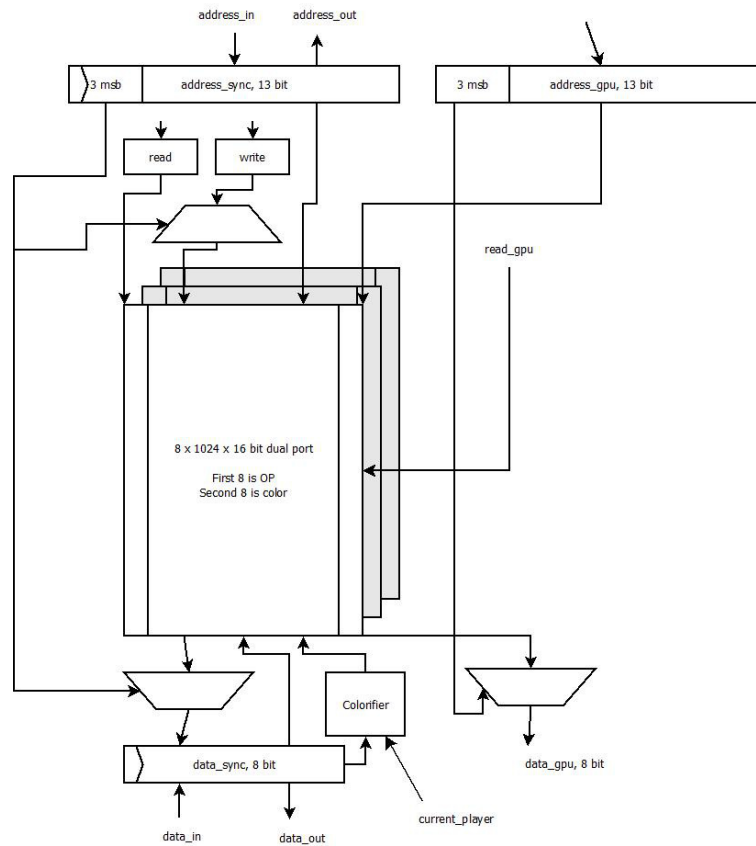 address_in
address_out
3 msb
address_sync, 13 bit
3 msb
address_gpu, 13 bit
read
write
read_gpu
8 x 1024 x 16 bit dual port
First 8 is OP
Second 8 is color
Colorifier
data_sync, 8 bit
data_gpu, 8 bit
current_player
data_in
data_out